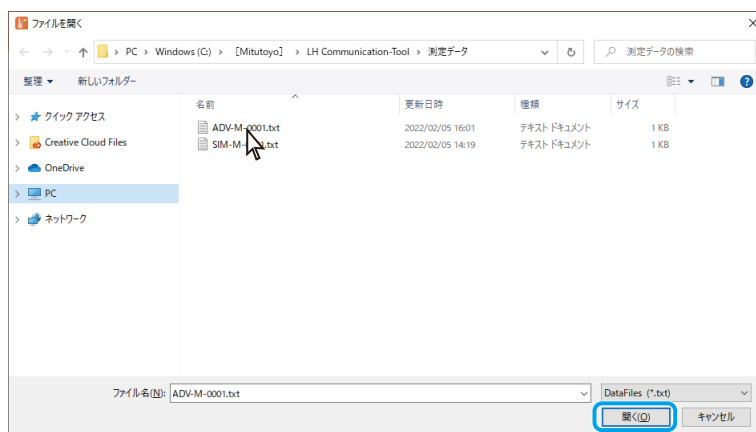 ファイルを開く
PC > Windows (C:) > [Mitutoyo] > LH Communication-Tool > 測定データ
測定データの検索
整理 新しいフォルダー
名前 更新日時 種類 サイズ
クイック アクセス
ADV-M-0001.txt 2022/02/05 16:01 テキスト ドキュメント 1 KB
Creative Cloud Files
SIM-M- .txt 2022/02/05 14:19 テキスト ドキュメント 1 KB
OneDrive
PC
ネットワーク
ファイル名(N): ADV-M-0001.txt DataFiles (*.txt)
開く(O) キャンセル